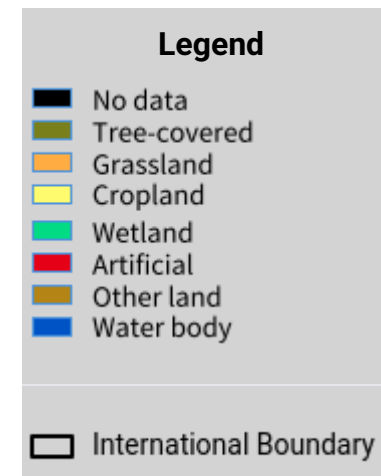 Legend
No data
Tree-covered
Grassland
Cropland
Wetland
Artificial
Other land
Water body
International Boundary